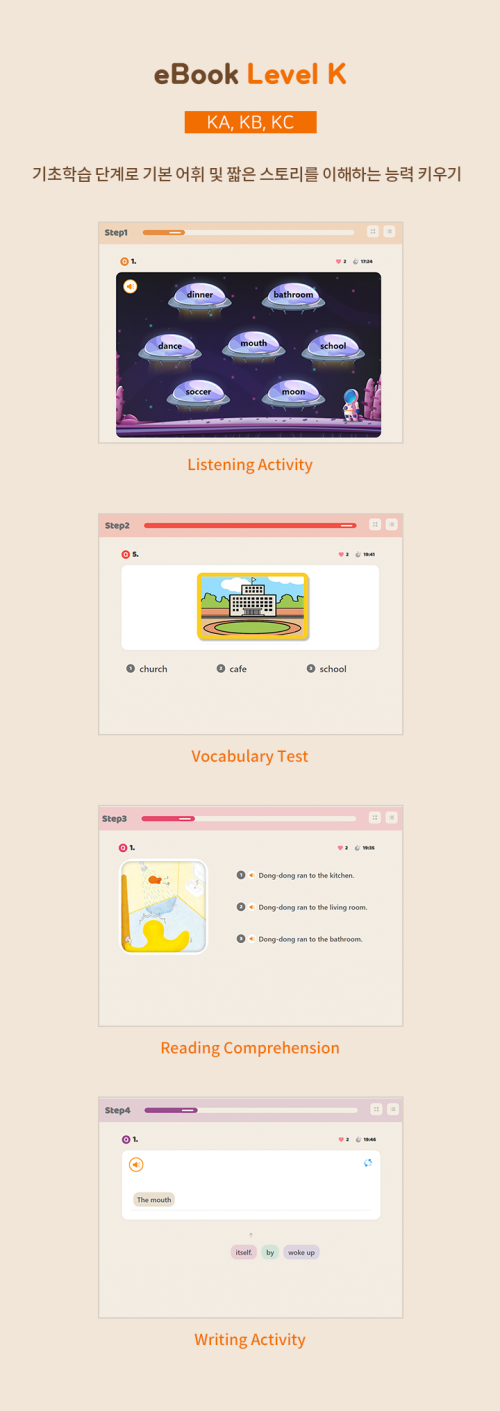 eBook Level K
KA, KB, KC
기초학습 단계로 기본 어휘 및 짧은 스토리를 이해하는 능력 키우기
Step1
Q 1.
2 17:24
dinner bathroom
dance mouth school
soccer moon
Listening Activity
Step2
Q 5.
2 19:41
1 church 2 cafe 3 school
Vocabulary Test
Step3
Q 1.
2 19:35
1 Dong-dong ran to the kitchen.
2 Dong-dong ran to the living room.
3 Dong-dong ran to the bathroom.
Reading Comprehension
Step4
Q 1.
2 19:46
The mouth
itself. by woke up
Writing Activity